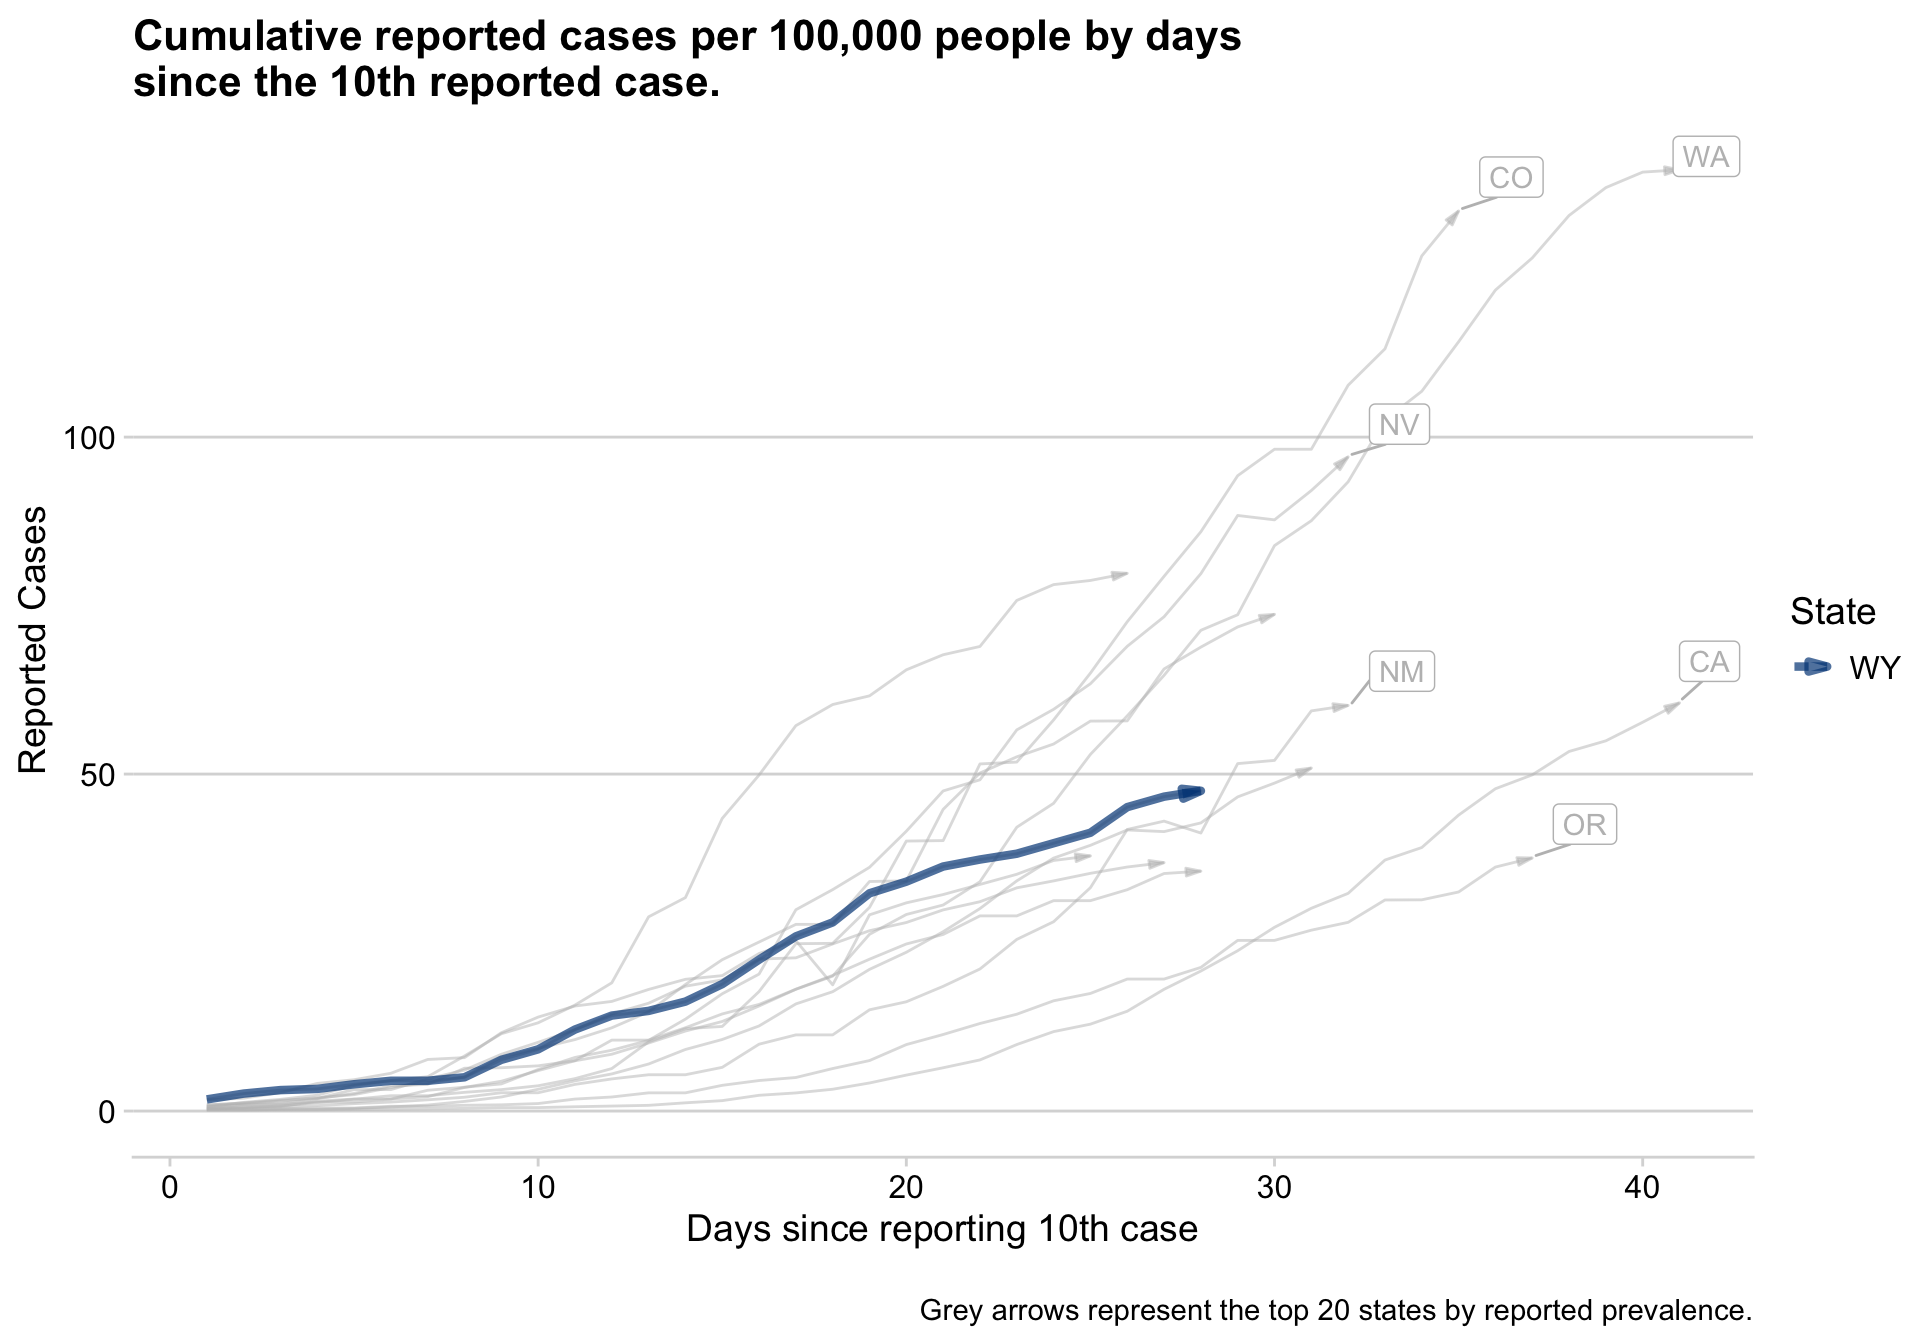 Cumulative reported cases per 100,000 people by days
since the 10th reported case.
WA
CO
NV
100
Reported Cases
State
WY
CA
NM
50
OR
0
0 10 20 30 40
Days since reporting 10th case
Grey arrows represent the top 20 states by reported prevalence.